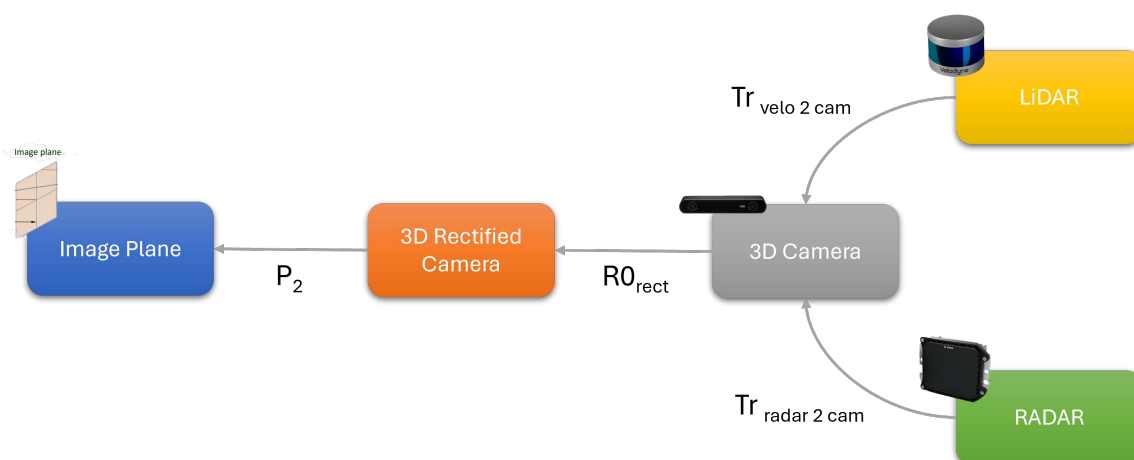 Velodyne
LiDAR
Tr velo 2 cam
Image plane
Image Plane
P2
3D Rectified
Camera
R0rect
3D Camera
Tr radar 2 cam
RADAR